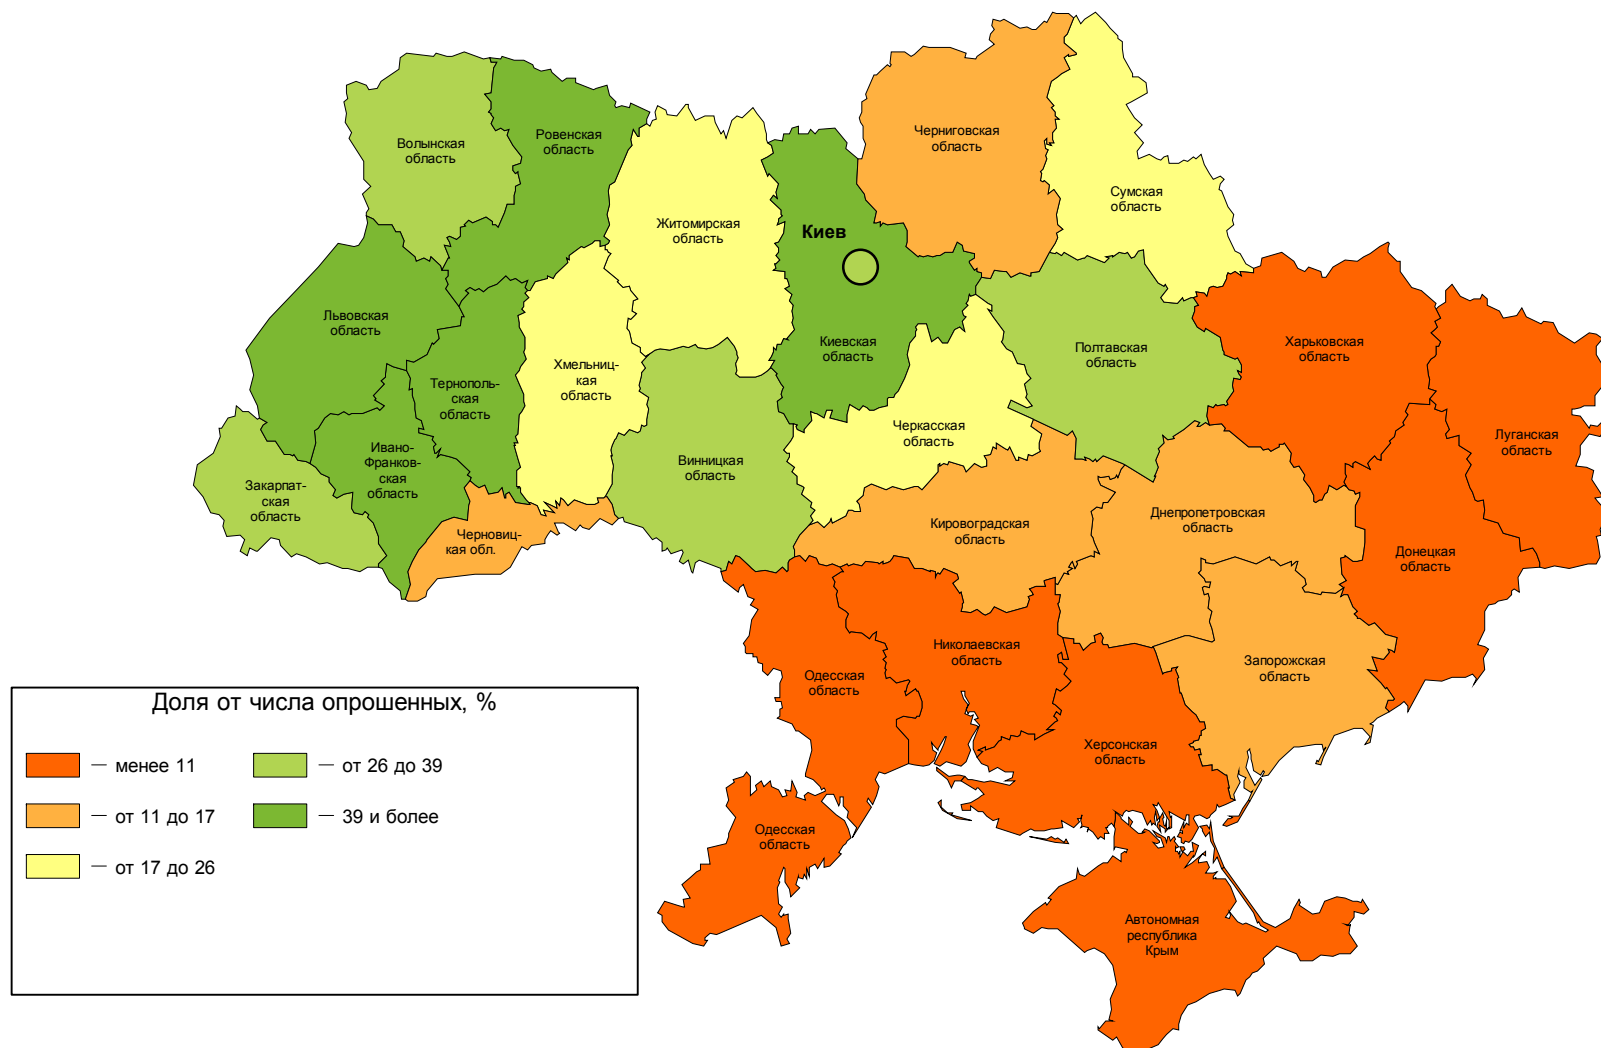 Волынская
область
Ровенская
область
Житомирская
область
Киев
Черниговская
область
Сумская
область
Львовская
область
Тернополь-
ская
область
Хмельниц-
кая
область
Киевская
область
Полтавская
область
Харьковская
область
Луганская
область
Закарпат-
ская
область
Ивано-
Франков-
ская
область
Черновиц-
кая обл.
Винницкая
область
Черкасская
область
Кировоградская
область
Днепропетровская
область
Донецкая
область
Одесская
область
Николаевская
область
Запорожская
область
Херсонская
область
Одесская
область
Автономная
республика
Крым
Доля от числа опрошенных, %
— менее 11
— от 11 до 17
— от 17 до 26
— от 26 до 39
— 39 и более